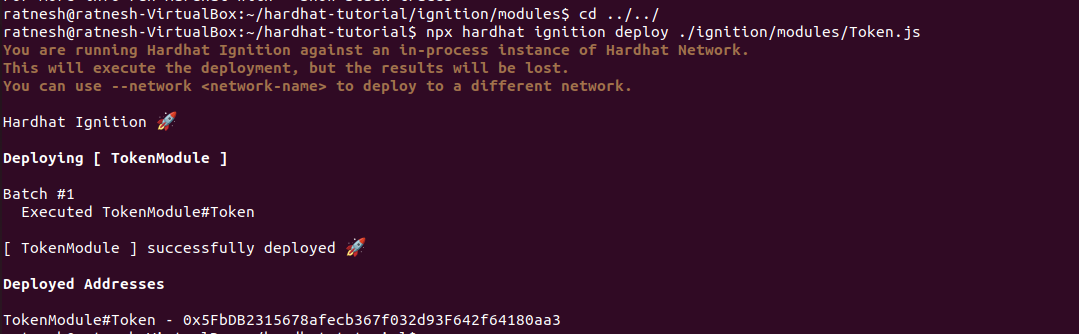 ratnesh@ratnesh-VirtualBox:~/hardhat-tutorial/ignition/modules$ cd ../../
ratnesh@ratnesh-VirtualBox:~/hardhat-tutorial$ npx hardhat ignition deploy ./ignition/modules/Token.js
You are running Hardhat Ignition against an in-process instance of Hardhat Network.
This will execute the deployment, but the results will be lost.
You can use --network <network-name> to deploy to a different network.
Hardhat Ignition 🚀
Deploying [ TokenModule ]
Batch #1
Executed TokenModule#Token
[ TokenModule ] successfully deployed 🚀
Deployed Addresses
TokenModule#Token - 0x5FbDB2315678afecb367f032d93F642f64180aa3